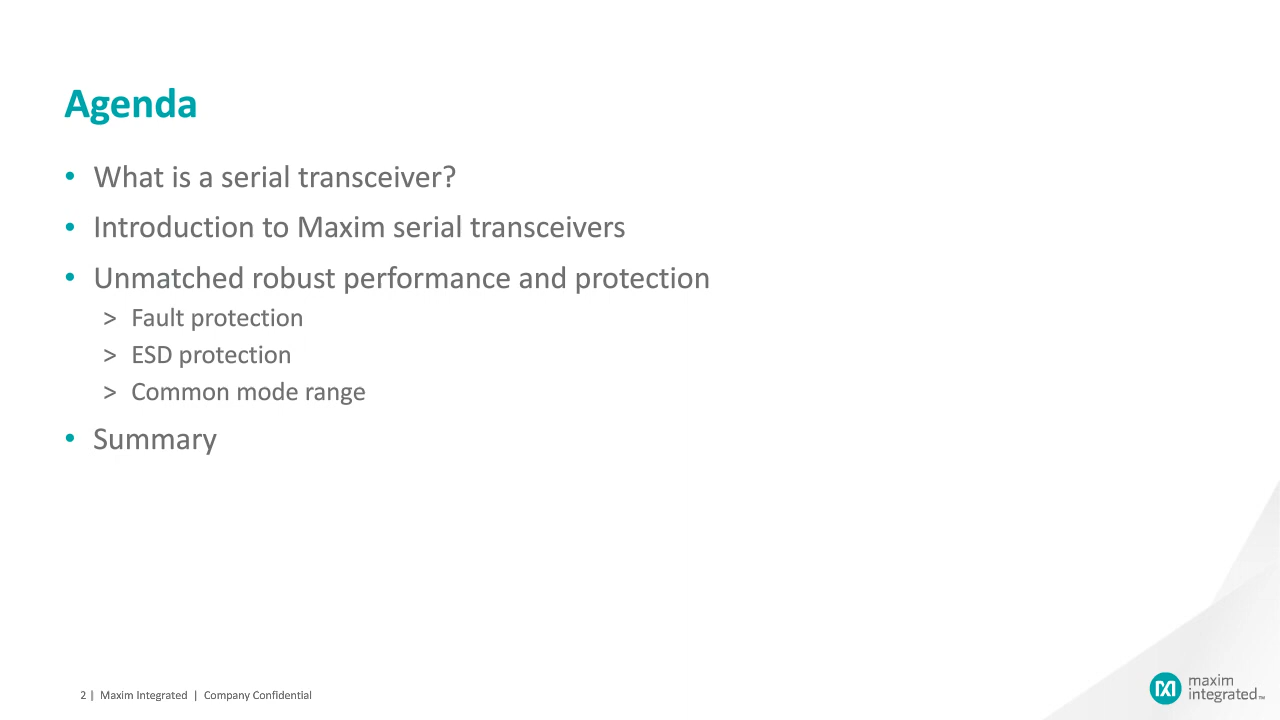 Agenda
• What is a serial transceiver?
• Introduction to Maxim serial transceivers
• Unmatched robust performance and protection
> Fault protection
> ESD protection
> Common mode range
• Summary
2 | Maxim Integrated | Company Confidential
maxim
integrated™